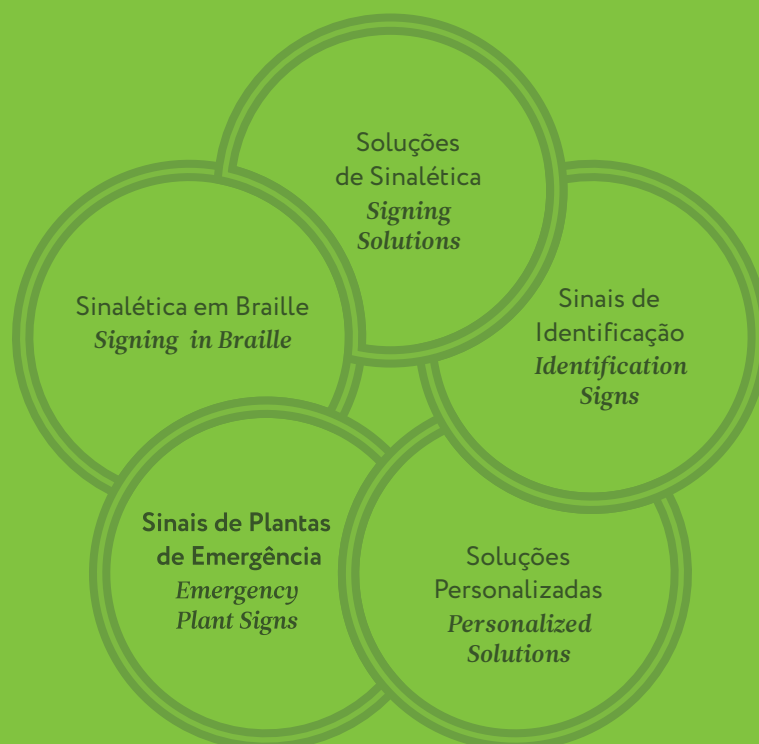 Soluções
de Sinalética
Signing
Solutions
Sinalética em Braille
Signing in Braille
Sinais de
Identificação
Identification
Signs
Sinais de Plantas
de Emergência
Emergency
Plant Signs
Soluções
Personalizadas
Personalized
Solutions